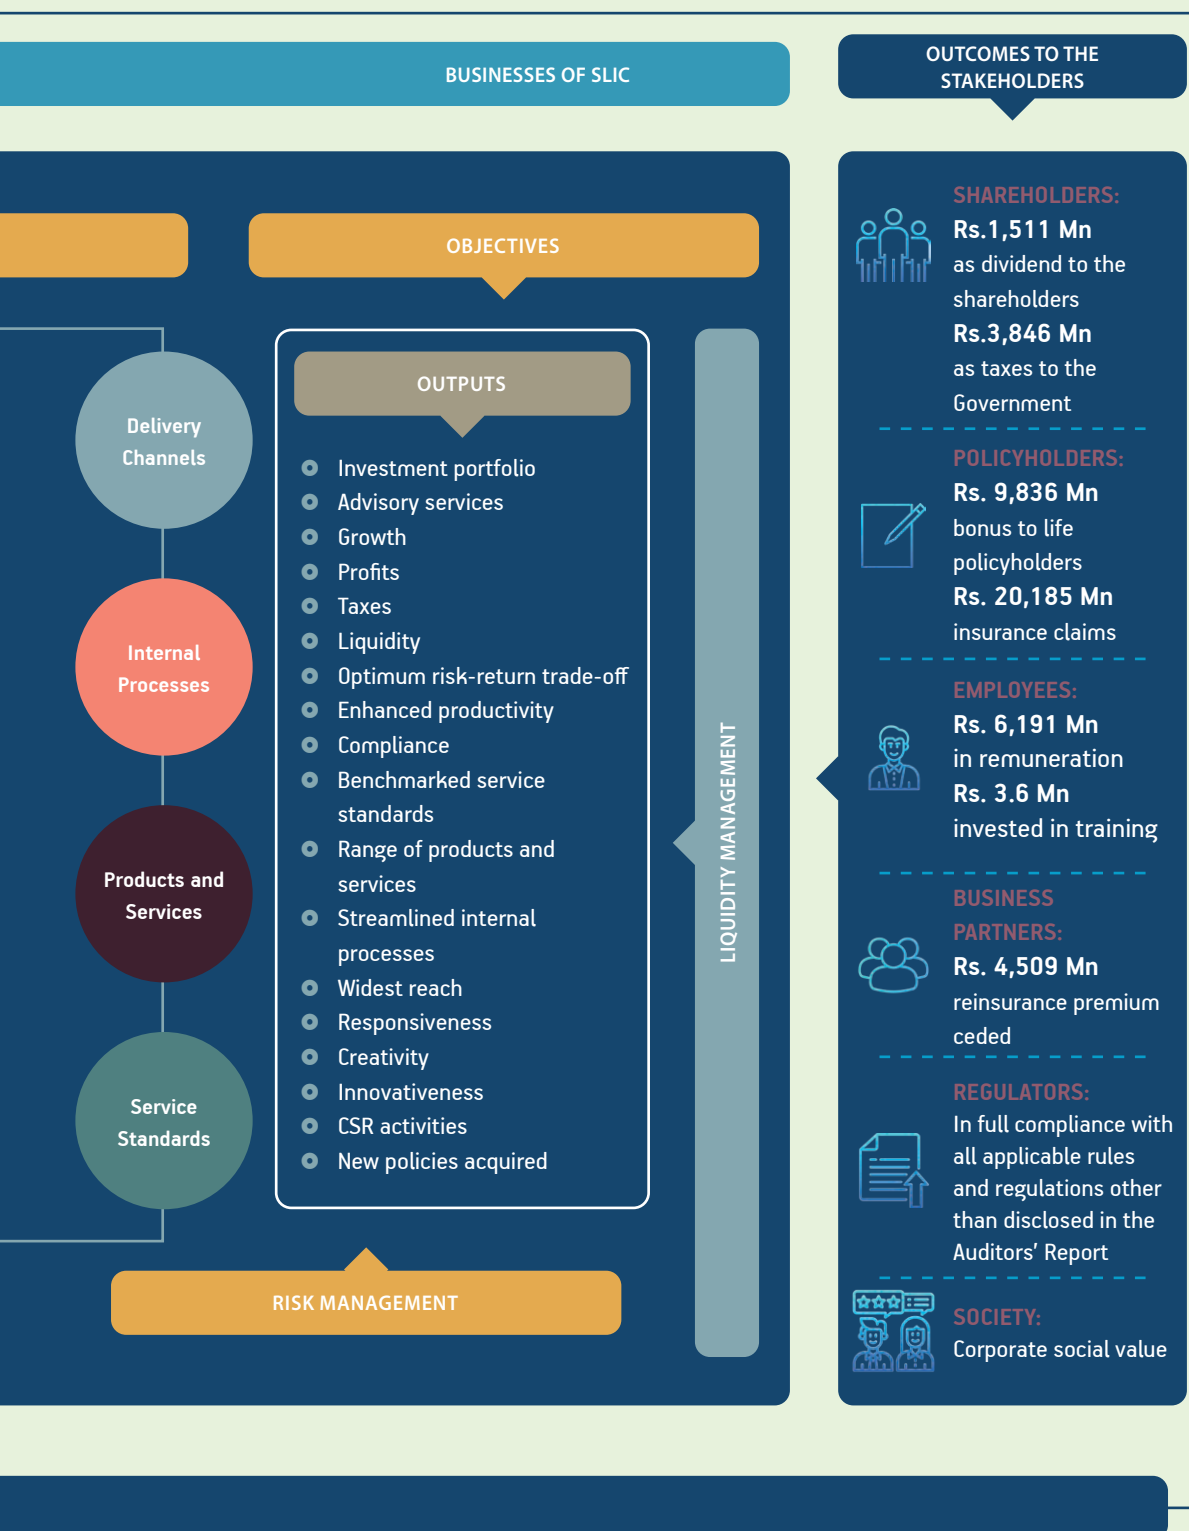 BUSINESSES OF SLIC
OUTCOMES TO THE
STAKEHOLDERS
OBJECTIVES
Delivery
Channels
Internal
Processes
Products and
Services
Service
Standards
OUTPUTS
Investment portfolio
Advisory services
Growth
Profits
Taxes
Liquidity
Optimum risk-return trade-off
Enhanced productivity
Compliance
Benchmarked service
standards
Range of products and
services
Streamlined internal
processes
Widest reach
Responsiveness
Creativity
Innovativeness
CSR activities
New policies acquired
RISK MANAGEMENT
LIQUIDITY MANAGEMENT
SHAREHOLDERS:
Rs.1,511 Mn
as dividend to the
shareholders
Rs.3,846 Mn
as taxes to the
Government
POLICYHOLDERS:
Rs. 9,836 Mn
bonus to life
policyholders
Rs. 20,185 Mn
insurance claims
EMPLOYEES:
Rs. 6,191 Mn
in remuneration
Rs. 3.6 Mn
invested in training
BUSINESS
PARTNERS:
Rs. 4,509 Mn
reinsurance premium
ceded
REGULATORS:
In full compliance with
all applicable rules
and regulations other
than disclosed in the
Auditors’ Report
SOCIETY:
Corporate social value